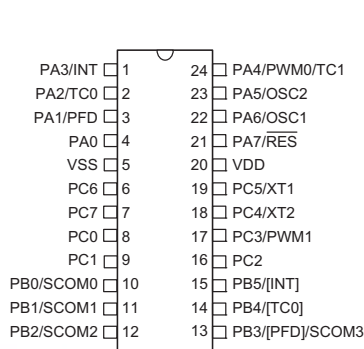 PA3/INT 1 24 PA4/PWM0/TC1
PA2/TC0 2 23 PA5/OSC2
PA1/PFD 3 22 PA6/OSC1
PA0 4 21 PA7/R̅E̅S̅
VSS 5 20 VDD
PC6 6 19 PC5/XT1
PC7 7 18 PC4/XT2
PC0 8 17 PC3/PWM1
PC1 9 16 PC2
PB0/SCOM0 10 15 PB5/[INT]
PB1/SCOM1 11 14 PB4/[TC0]
PB2/SCOM2 12 13 PB3/[PFD]/SCOM3